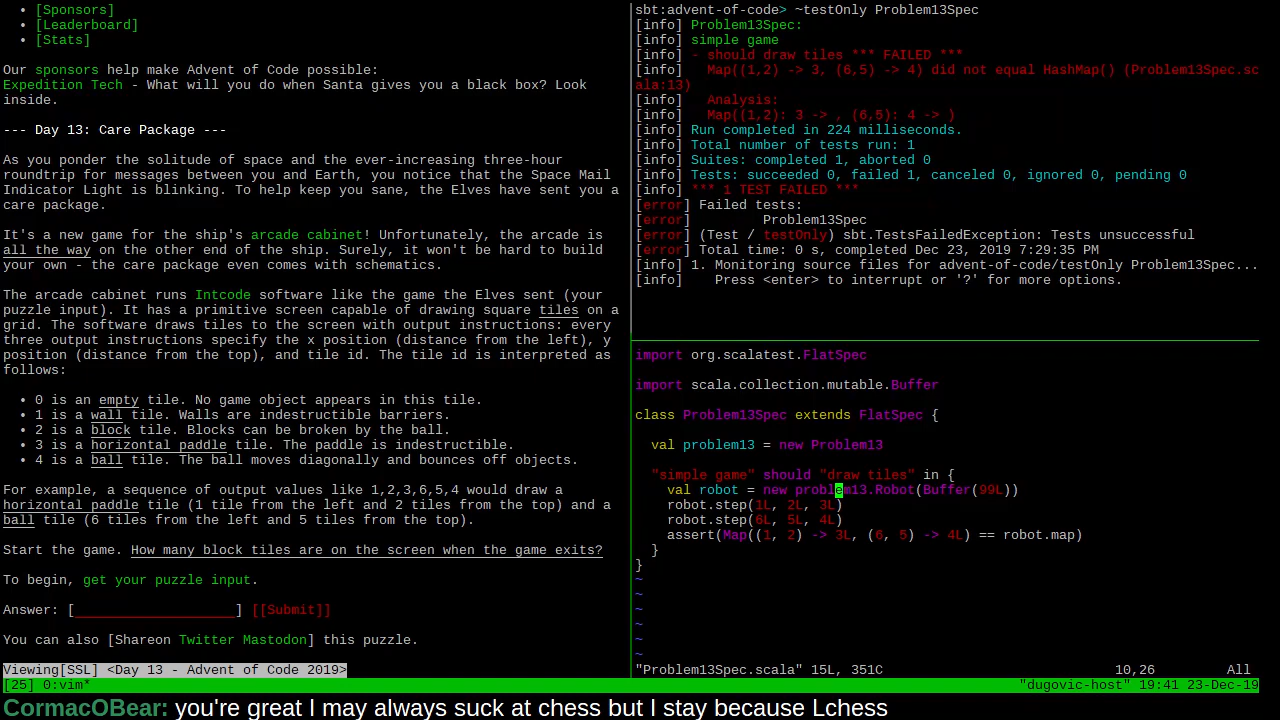 • [Sponsors]
• [Leaderboard]
• [Stats]
Our sponsors help make Advent of Code possible:
Expedition Tech - What will you do when Santa gives you a black box? Look
inside.
--- Day 13: Care Package ---
As you ponder the solitude of space and the ever-increasing three-hour
roundtrip for messages between you and Earth, you notice that the Space Mail
Indicator Light is blinking. To help keep you sane, the Elves have sent you a
care package.
It's a new game for the ship's arcade cabinet! Unfortunately, the arcade is
all the way on the other end of the ship. Surely, it won't be hard to build
your own - the care package even comes with schematics.
The arcade cabinet runs Intcode software like the game the Elves sent (your
puzzle input). It has a primitive screen capable of drawing square tiles on a
grid. The software draws tiles to the screen with output instructions: every
three output instructions specify the x position (distance from the left), y
position (distance from the top), and tile id. The tile id is interpreted as
follows:
• 0 is an empty tile. No game object appears in this tile.
• 1 is a wall tile. Walls are indestructible barriers.
• 2 is a block tile. Blocks can be broken by the ball.
• 3 is a horizontal paddle tile. The paddle is indestructible.
• 4 is a ball tile. The ball moves diagonally and bounces off objects.
For example, a sequence of output values like 1,2,3,6,5,4 would draw a
horizontal paddle tile (1 tile from the left and 2 tiles from the top) and a
ball tile (6 tiles from the left and 5 tiles from the top).
Start the game. How many block tiles are on the screen when the game exits?
To begin, get your puzzle input.
Answer: [____________________] [[Submit]]
You can also [Shareon Twitter Mastodon] this puzzle.
Viewing[SSL] <Day 13 - Advent of Code 2019>
sbt:advent-of-code> ~testOnly Problem13Spec
[info] Problem13Spec:
[info] simple game
[info] - should draw tiles *** FAILED ***
[info]   Map((1,2) -> 3, (6,5) -> 4) did not equal HashMap() (Problem13Spec.sc
ala:13)
[info]   Analysis:
[info]   Map((1,2): 3 -> , (6,5): 4 -> )
[info] Run completed in 224 milliseconds.
[info] Total number of tests run: 1
[info] Suites: completed 1, aborted 0
[info] Tests: succeeded 0, failed 1, canceled 0, ignored 0, pending 0
[info] *** 1 TEST FAILED ***
[error] Failed tests:
[error]         Problem13Spec
[error] (Test / testOnly) sbt.TestsFailedException: Tests unsuccessful
[error] Total time: 0 s, completed Dec 23, 2019 7:29:35 PM
[info] 1. Monitoring source files for advent-of-code/testOnly Problem13Spec...
[info]    Press <enter> to interrupt or '?' for more options.
import org.scalatest.FlatSpec
import scala.collection.mutable.Buffer
class Problem13Spec extends FlatSpec {
  val problem13 = new Problem13
  "simple game" should "draw tiles" in {
    val robot = new problem13.Robot(Buffer(99L))
    robot.step(1L, 2L, 3L)
    robot.step(6L, 5L, 4L)
    assert(Map((1, 2) -> 3L, (6, 5) -> 4L) == robot.map)
  }
}
~
~
~
~
~
~
"Problem13Spec.scala" 15L, 351C 10,26 All
[25] 0:vim* "dugovic-host" 19:41 23-Dec-19
CormacOBear: you're great I may always suck at chess but I stay because Lchess